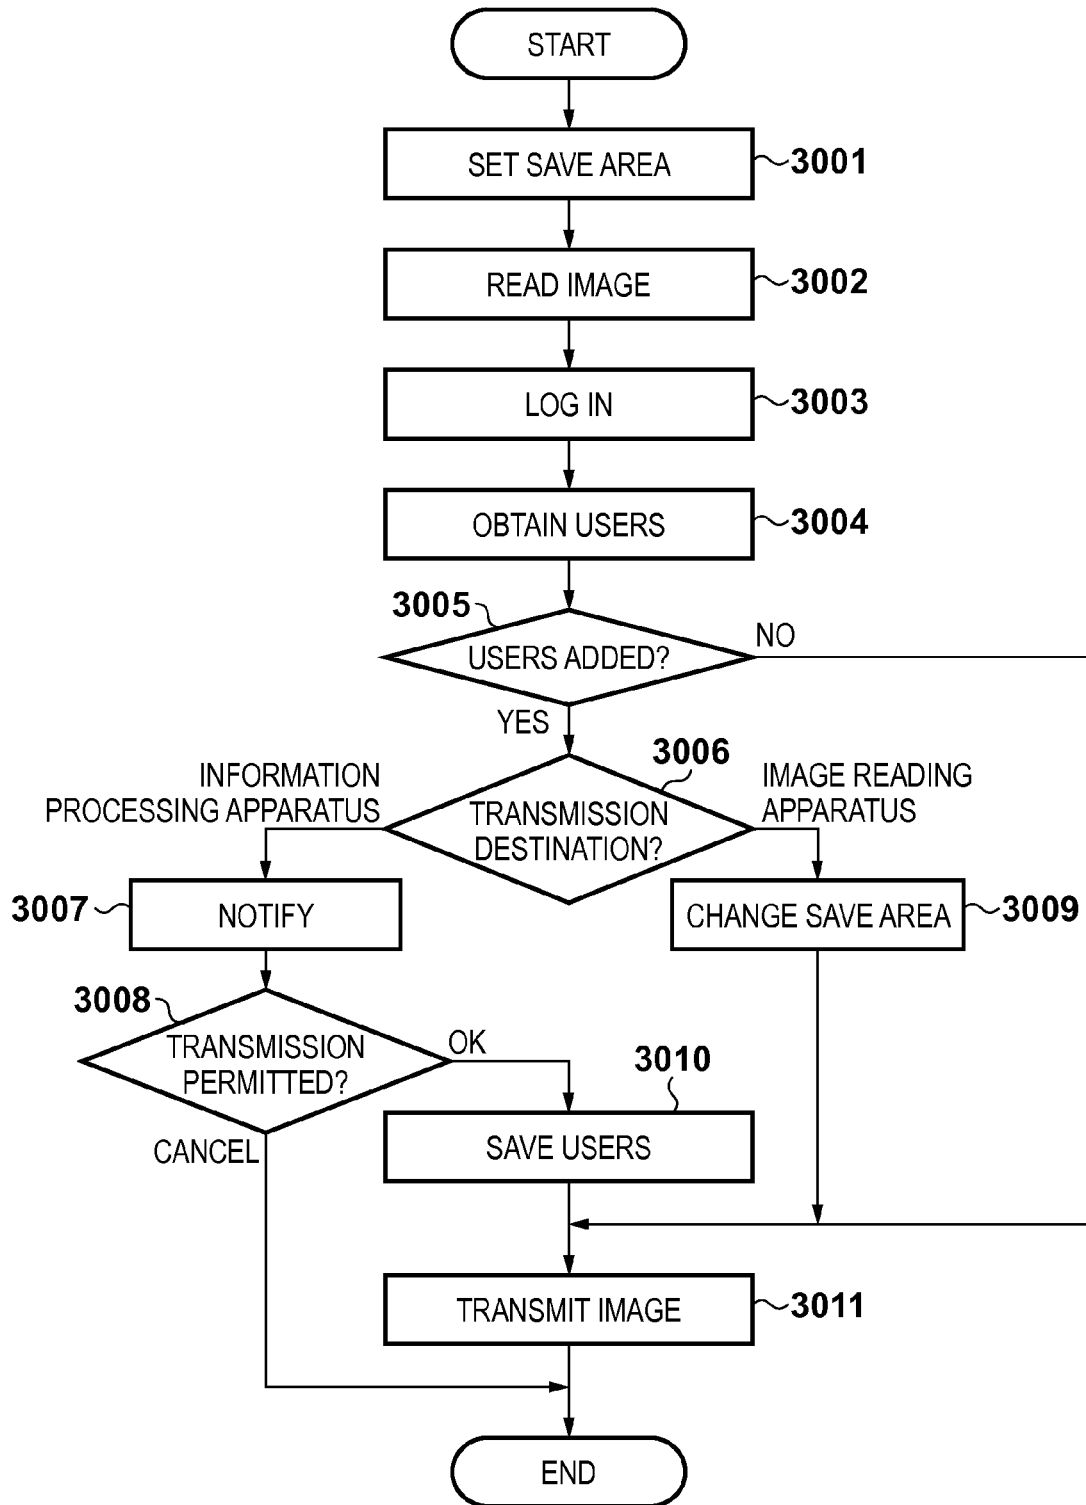 START
SET SAVE AREA
3001
READ IMAGE
3002
LOG IN
3003
OBTAIN USERS
3004
3005
USERS ADDED?
NO
YES
3006
INFORMATION
PROCESSING APPARATUS
TRANSMISSION
DESTINATION?
IMAGE READING
APPARATUS
3007
NOTIFY
CHANGE SAVE AREA
3009
3008
TRANSMISSION
PERMITTED?
OK
CANCEL
3010
SAVE USERS
TRANSMIT IMAGE
3011
END